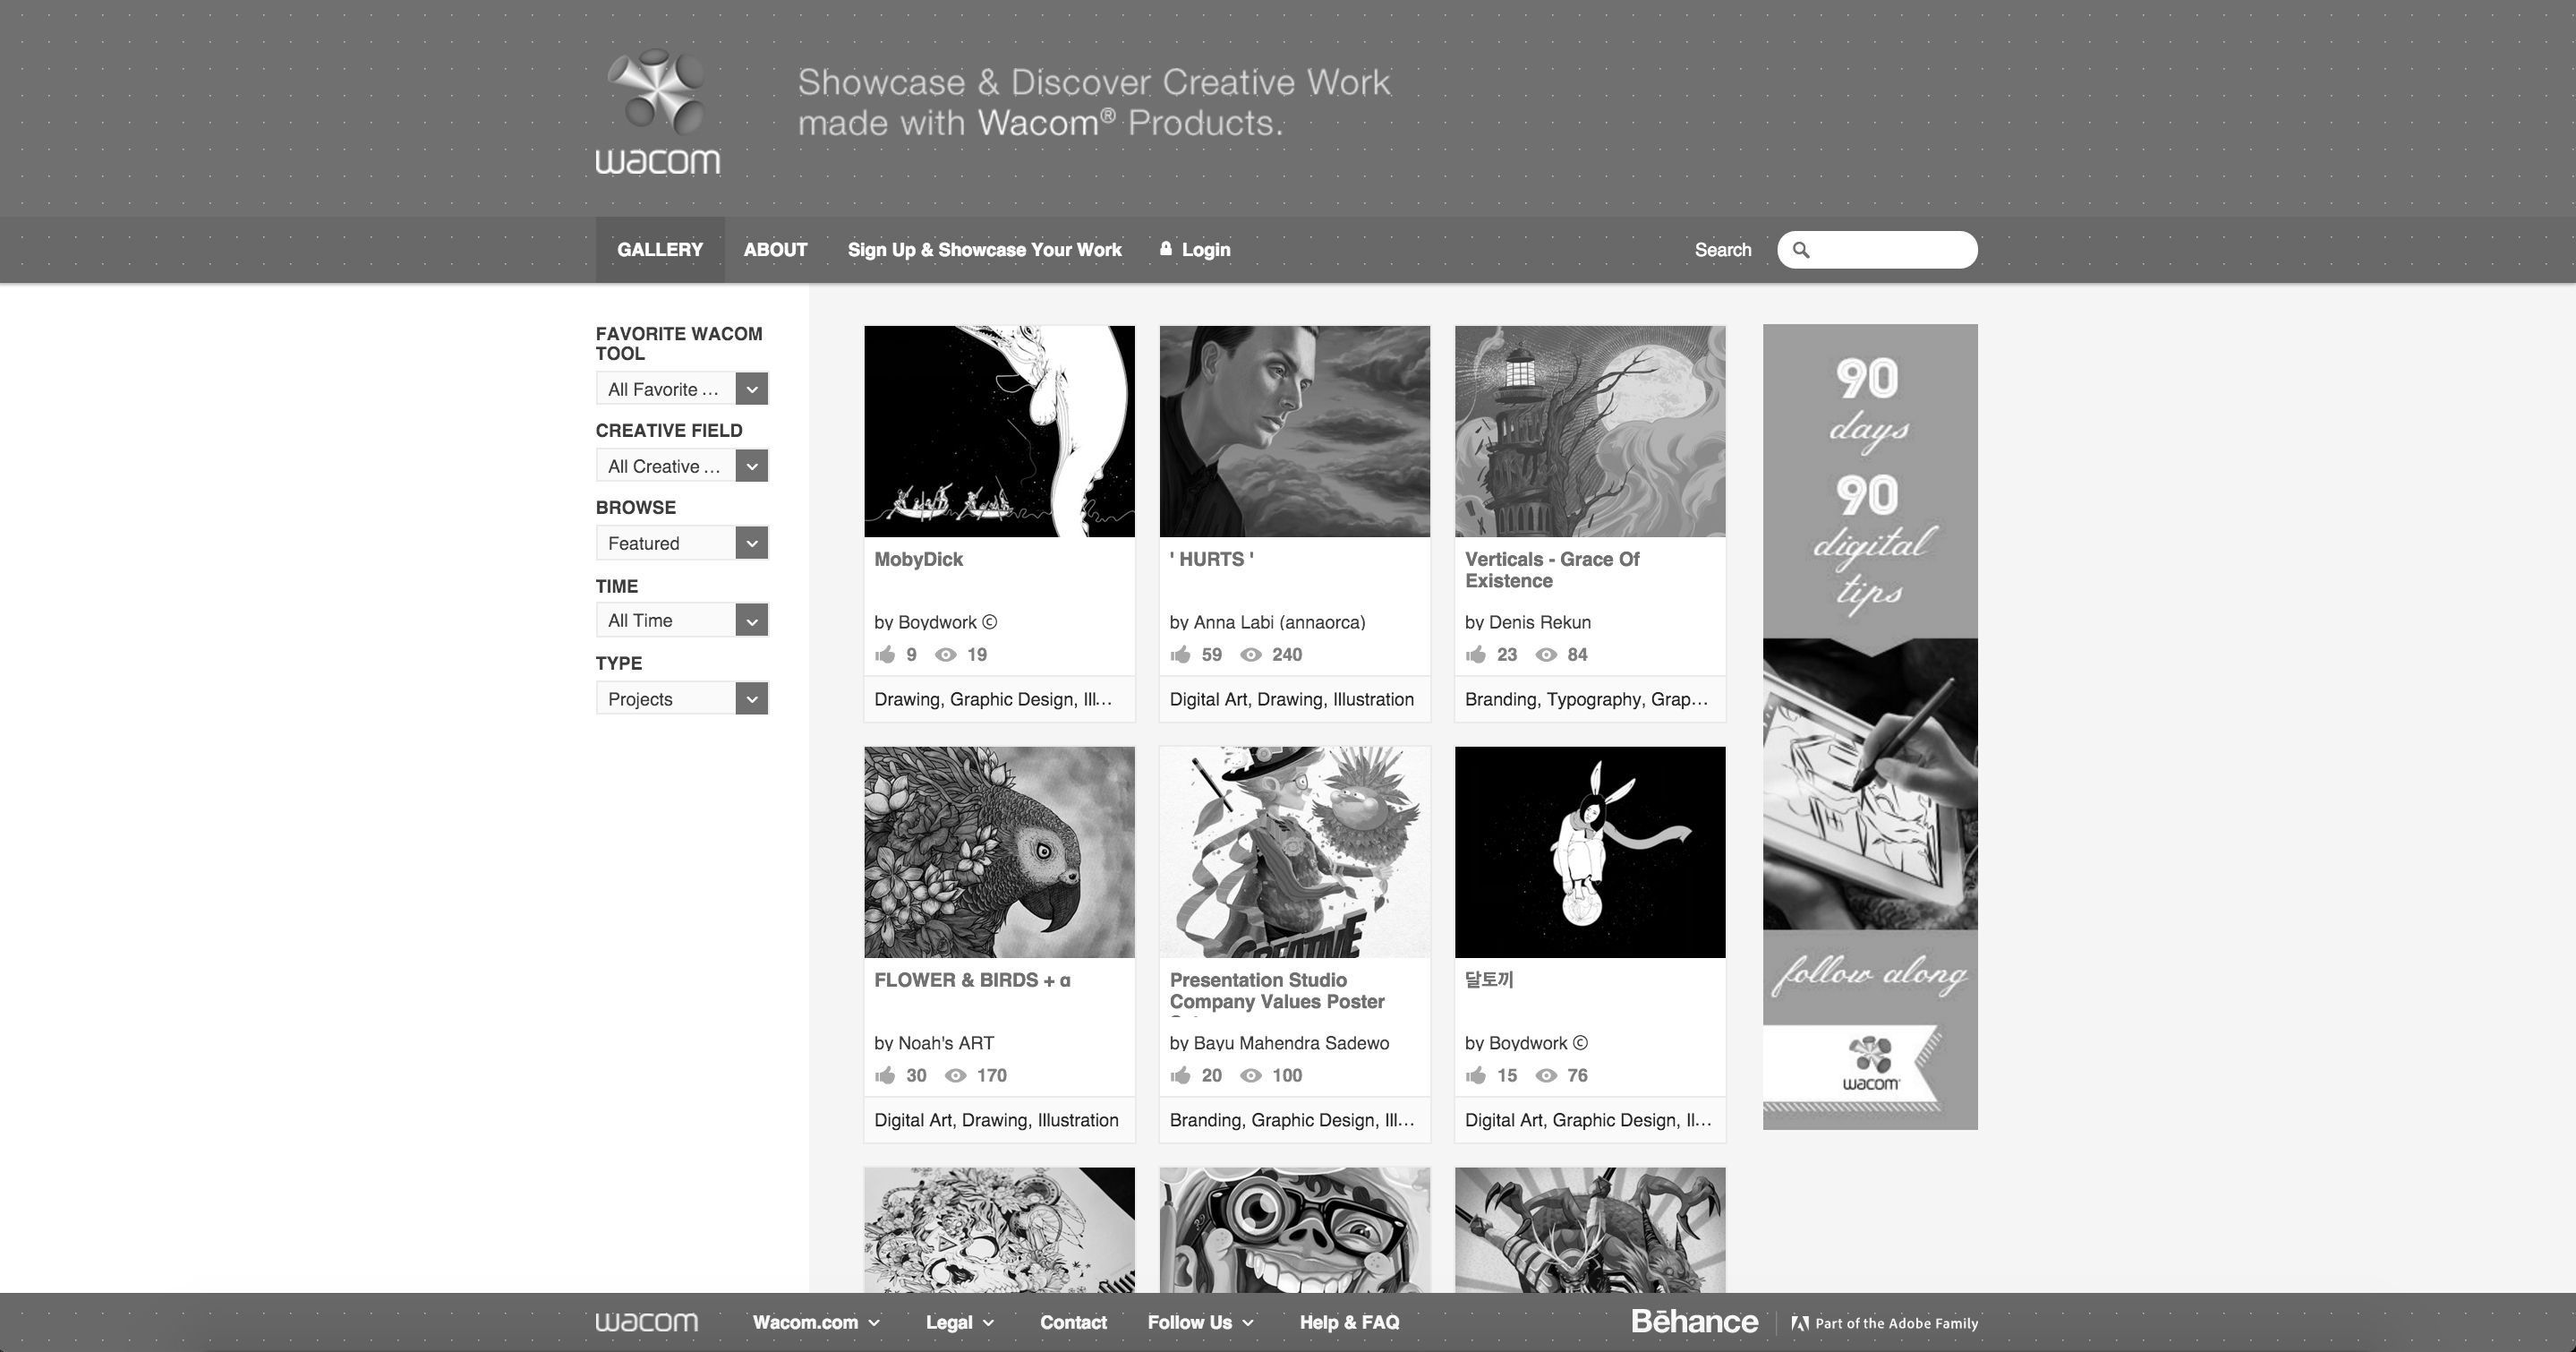 wacom
Showcase & Discover Creative Work
made with Wacom® Products.
GALLERY
ABOUT
Sign Up & Showcase Your Work
Login
Search
FAVORITE WACOM
TOOL
All Favorite ...
CREATIVE FIELD
All Creative ...
BROWSE
Featured
TIME
All Time
TYPE
Projects
MobyDick
by Boydwork ©
9 19
Drawing, Graphic Design, Ill...
' HURTS '
by Anna Labi (annaorca)
59 240
Digital Art, Drawing, Illustration
Verticals - Grace Of
Existence
by Denis Rekun
23 84
Branding, Typography, Grap...
FLOWER & BIRDS + α
by Noah's ART
30 170
Digital Art, Drawing, Illustration
CREATIVE
Presentation Studio
Company Values Poster
by Bayu Mahendra Sadewo
20 100
Branding, Graphic Design, Ill...
달토끼
by Boydwork ©
15 76
Digital Art, Graphic Design, Il...
90
days
90
digital
tips
follow along
wacom
wacom
Wacom.com
Legal
Contact
Follow Us
Help & FAQ
Bēhance
Part of the Adobe Family